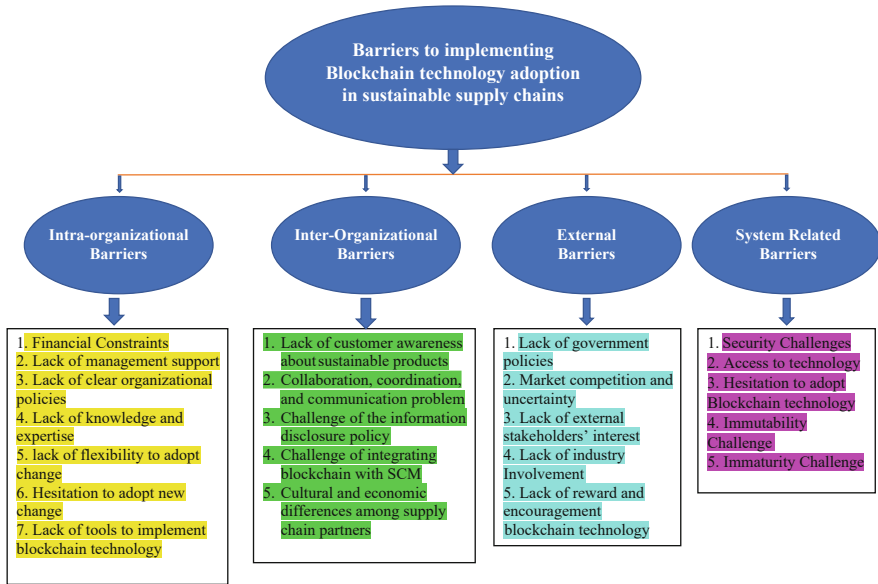 Barriers to implementing
Blockchain technology adoption
in sustainable supply chains
Intra-organizational
Barriers
Inter-Organizational
Barriers
External
Barriers
System Related
Barriers
1. Financial Constraints
2. Lack of management support
3. Lack of clear organizational
policies
4. Lack of knowledge and
expertise
5. lack of flexibility to adopt
change
6. Hesitation to adopt new
change
7. Lack of tools to implement
blockchain technology
1. Lack of customer awareness
about sustainable products
2. Collaboration, coordination,
and communication problem
3. Challenge of the information
disclosure policy
4. Challenge of integrating
blockchain with SCM
5. Cultural and economic
differences among supply
chain partners
1. Lack of government
policies
2. Market competition and
uncertainty
3. Lack of external
stakeholders’ interest
4. Lack of industry
Involvement
5. Lack of reward and
encouragement
blockchain technology
1. Security Challenges
2. Access to technology
3. Hesitation to adopt
Blockchain technology
4. Immutability
Challenge
5. Immaturity Challenge